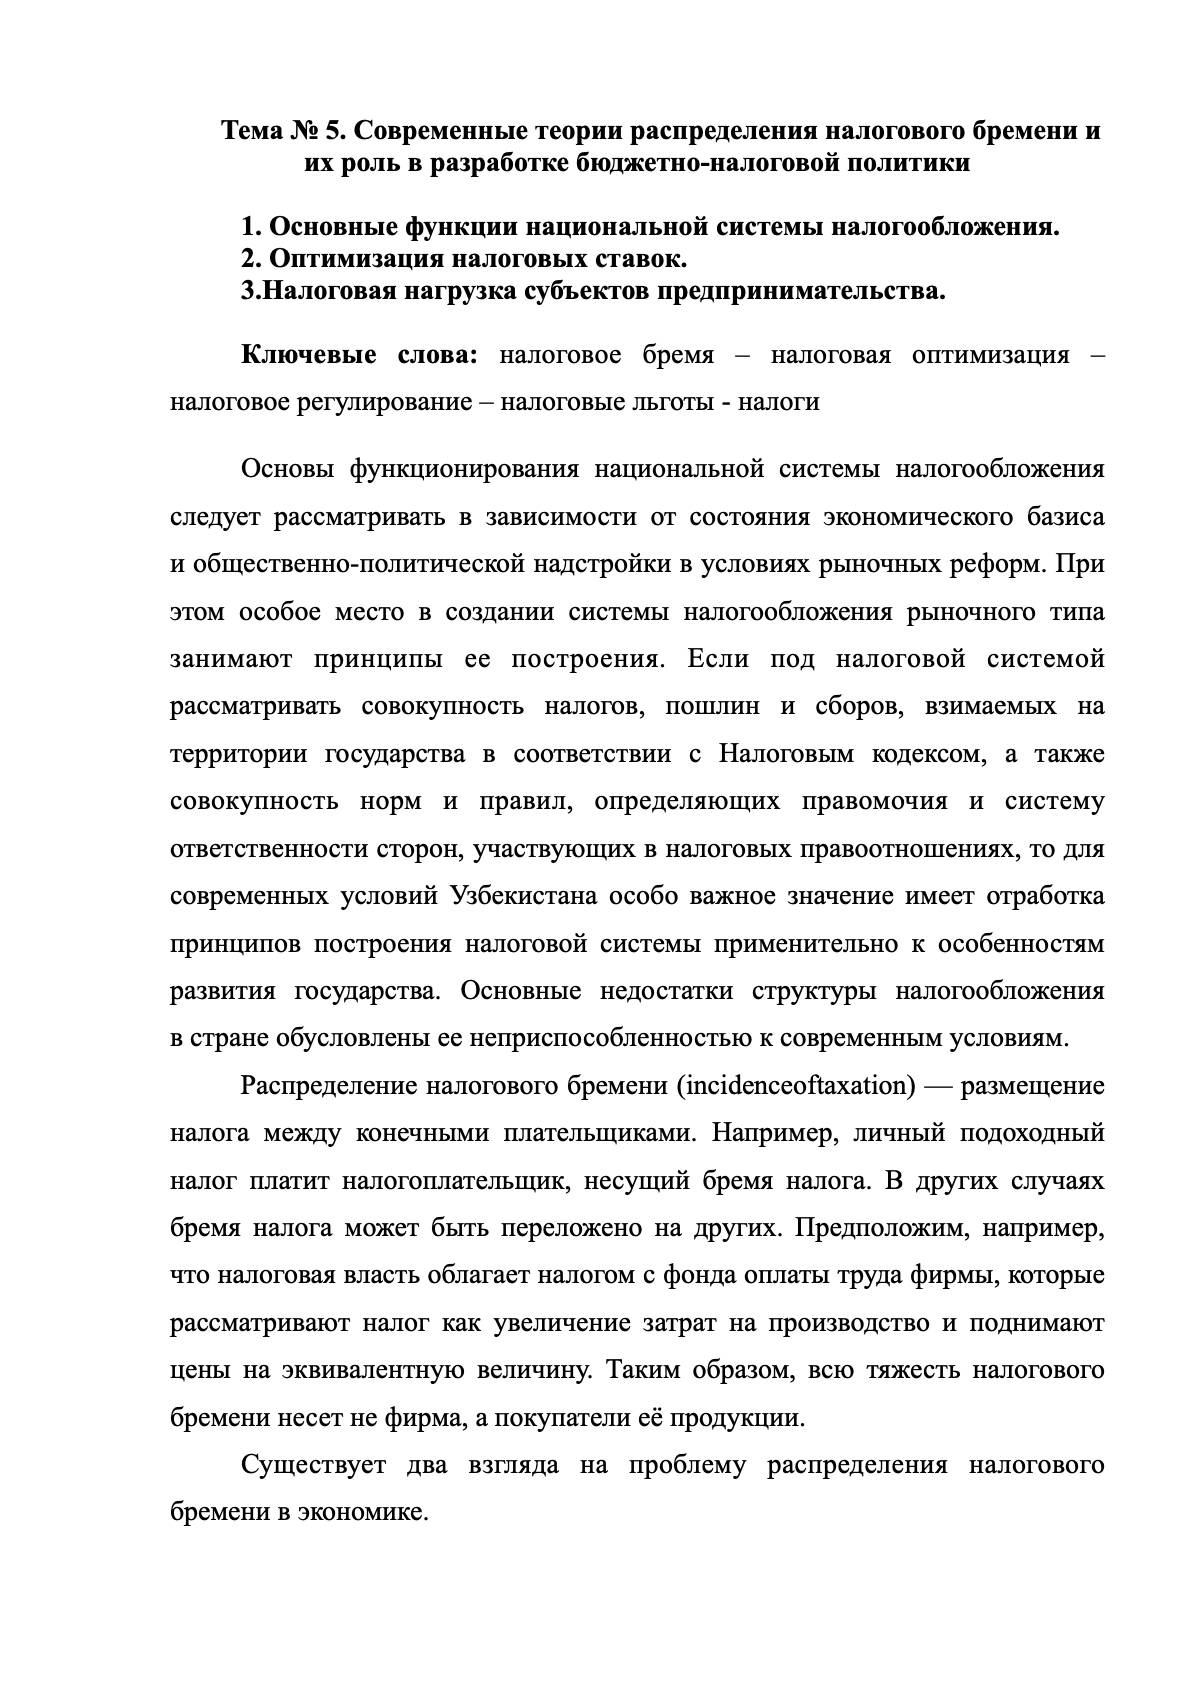 Тема № 5. Современные теории распределения налогового бремени и
их роль в разработке бюджетно-налоговой политики
1. Основные функции национальной системы налогообложения.
2. Оптимизация налоговых ставок.
3.Налоговая нагрузка субъектов предпринимательства.
Ключевые слова: налоговое бремя – налоговая оптимизация –
налоговое регулирование – налоговые льготы - налоги
Основы функционирования национальной системы налогообложения
следует рассматривать в зависимости от состояния экономического базиса
и общественно-политической надстройки в условиях рыночных реформ. При
этом особое место в создании системы налогообложения рыночного типа
занимают принципы ее построения. Если под налоговой системой
рассматривать совокупность налогов, пошлин и сборов, взимаемых на
территории государства в соответствии с Налоговым кодексом, а также
совокупность норм и правил, определяющих правомочия и систему
ответственности сторон, участвующих в налоговых правоотношениях, то для
современных условий Узбекистана особо важное значение имеет отработка
принципов построения налоговой системы применительно к особенностям
развития государства. Основные недостатки структуры налогообложения
в стране обусловлены ее неприспособленностью к современным условиям.
Распределение налогового бремени (incidenceoftaxation) — размещение
налога между конечными плательщиками. Например, личный подоходный
налог платит налогоплательщик, несущий бремя налога. В других случаях
бремя налога может быть переложено на других. Предположим, например,
что налоговая власть облагает налогом с фонда оплаты труда фирмы, которые
рассматривают налог как увеличение затрат на производство и поднимают
цены на эквивалентную величину. Таким образом, всю тяжесть налогового
бремени несет не фирма, а покупатели её продукции.
Существует два взгляда на проблему распределения налогового
бремени в экономике.